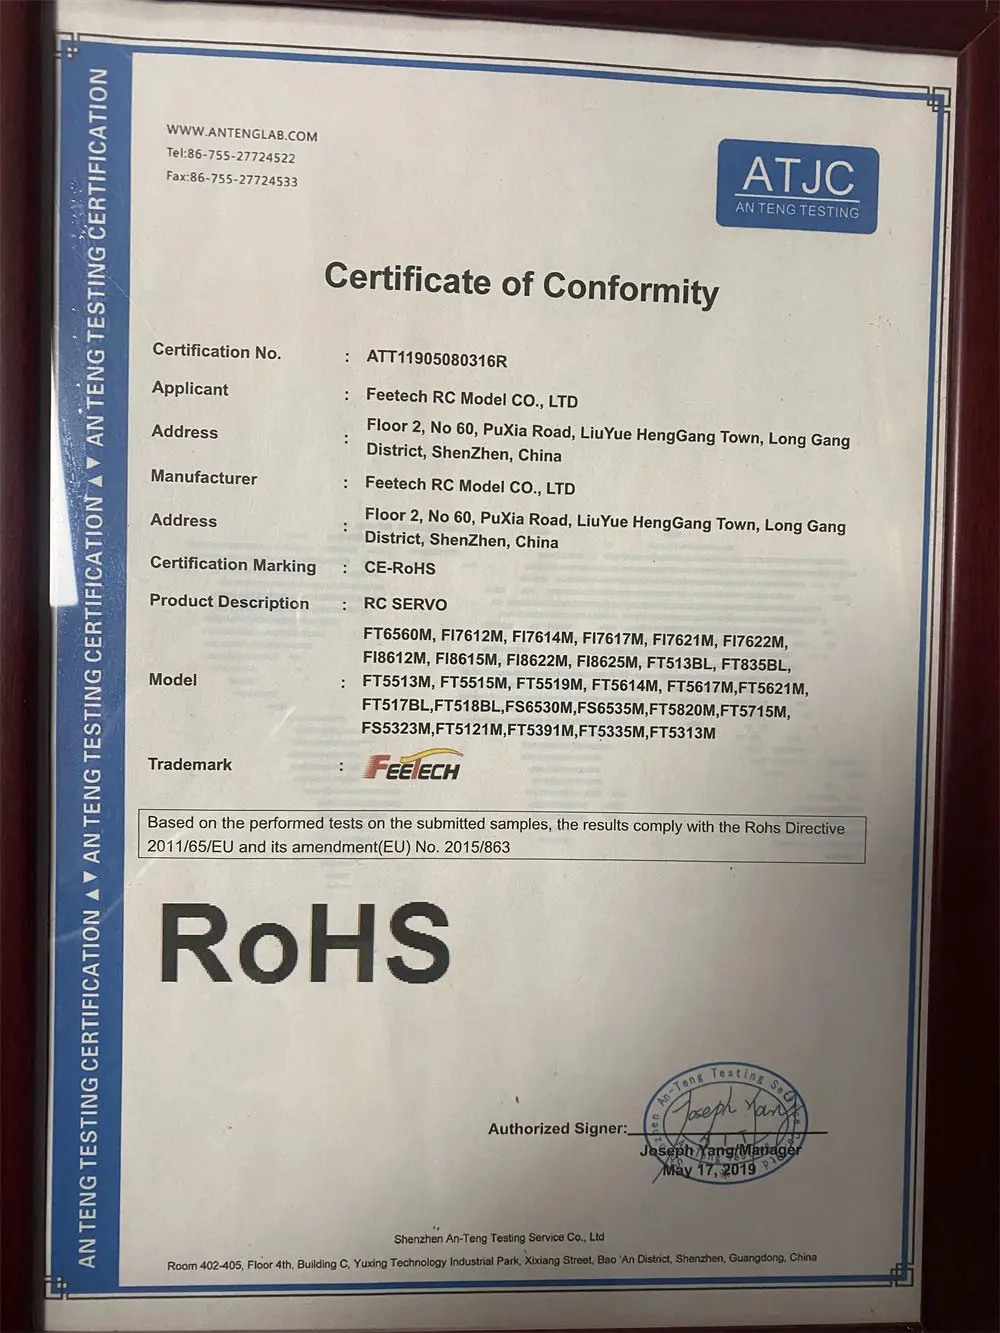 WWW.ANTENGLAB.COM
Tel:86-755-27724522
Fax:86-755-27724533
ATJC
AN TENG TESTING
Certificate of Conformity
Certification No. : ATT11905080316R
Applicant : Feetech RC Model CO., LTD
Address : Floor 2, No 60, PuXia Road, LiuYue HengGang Town, Long Gang
District, ShenZhen, China
Manufacturer : Feetech RC Model CO., LTD
Address : Floor 2, No 60, PuXia Road, LiuYue HengGang Town, Long Gang
District, ShenZhen, China
Certification Marking : CE-RoHS
Product Description : RC SERVO
FT6560M, FI7612M, FI7614M, FI7617M, FI7621M, FI7622M,
FI8612M, FI8615M, FI8622M, FI8625M, FT513BL, FT835BL,
Model : FT5513M, FT5515M, FT5519M, FT5614M, FT5617M,FT5621M,
FT517BL,FT518BL,FS6530M,FS6535M,FT5820M,FT5715M,
FS5323M,FT5121M,FT5391M,FT5335M,FT5313M
Trademark : FEETECH
Based on the performed tests on the submitted samples, the results comply with the Rohs Directive
2011/65/EU and its amendment(EU) No. 2015/863
RoHS
An-Teng Testing
Joseph Yang
Authorized Signer:
Joseph Yang/Manager
May 17, 2019
Shenzhen An-Teng Testing Service Co., Ltd
Room 402-405, Floor 4th, Building C, Yuxing Technology Industrial Park, Xixiang Street, Bao 'An District, Shenzhen, Guangdong, China
AN TENG TESTING CERTIFICATION ▲▼ AN TENG TESTING CERTIFICATION ▲▼ AN TENG TESTING CERTIFICATION